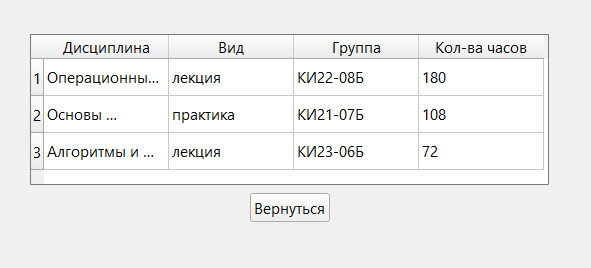 Дисциплина Вид Группа Кол-ва часов
1 Операционны... лекция КИ22-08Б 180
2 Основы ... практика КИ21-07Б 108
3 Алгоритмы и ... лекция КИ23-06Б 72
Вернуться